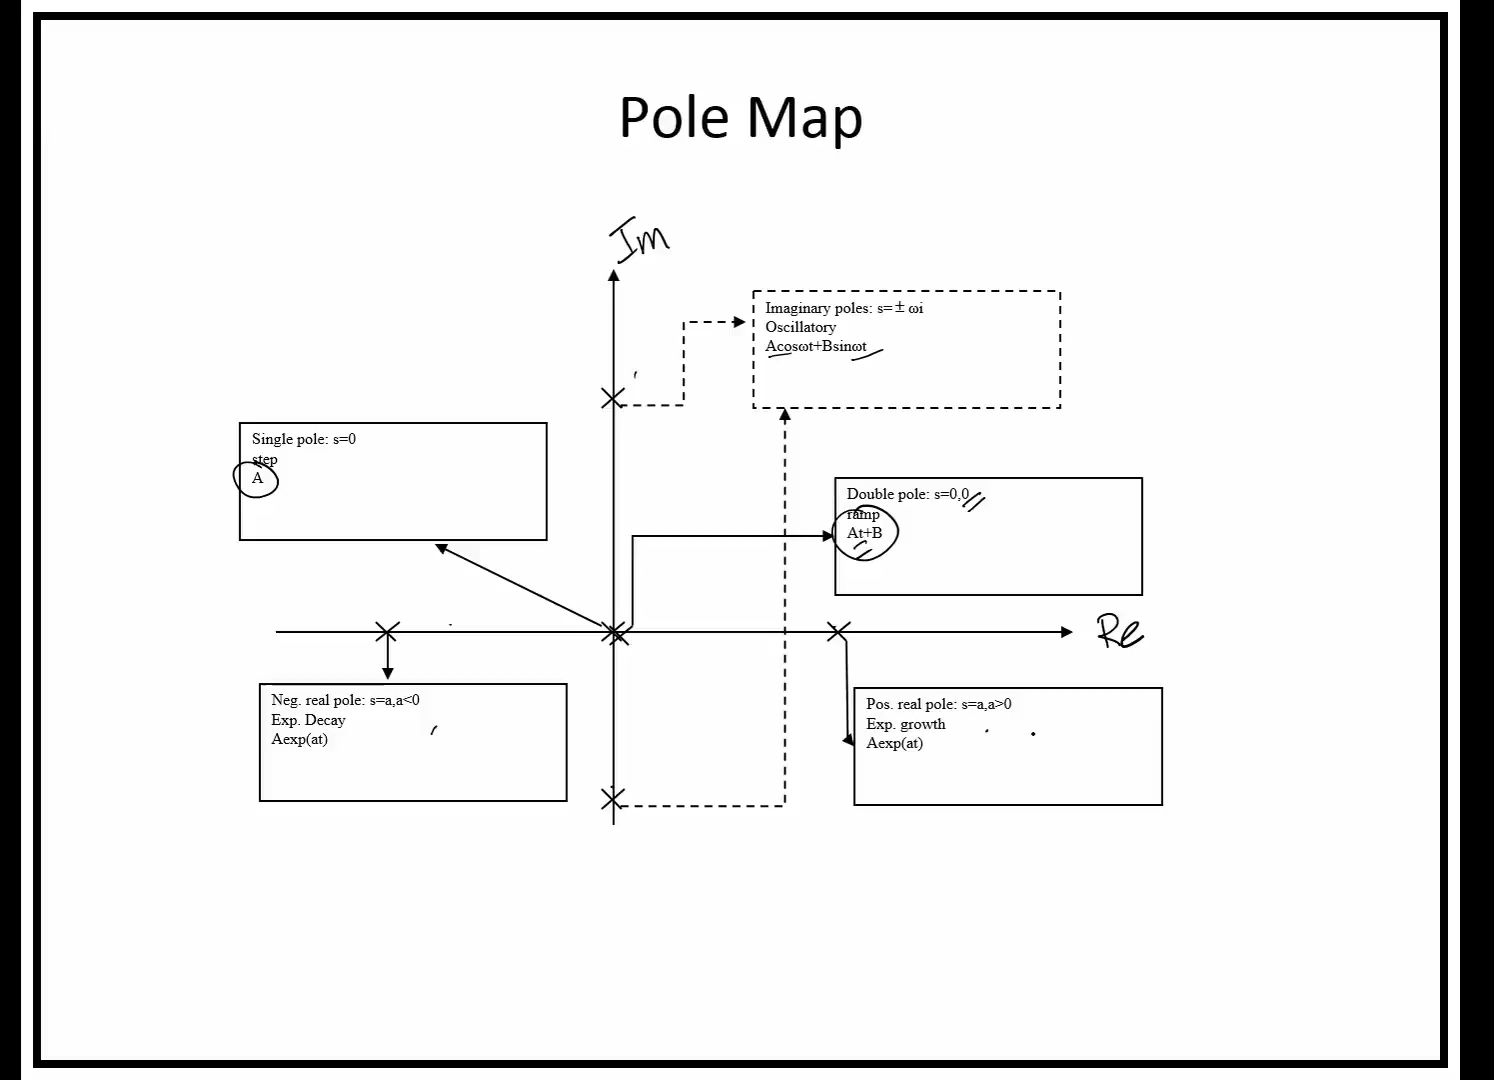 Pole Map
Im
Imaginary poles: s=± ωi
Oscillatory
Acosωt+Bsinωt
Single pole: s=0
step
A
Double pole: s=0,0
ramp
At+B
Re
Neg. real pole: s=a,a<0
Exp. Decay
Aexp(at)
Pos. real pole: s=a,a>0
Exp. growth
Aexp(at)